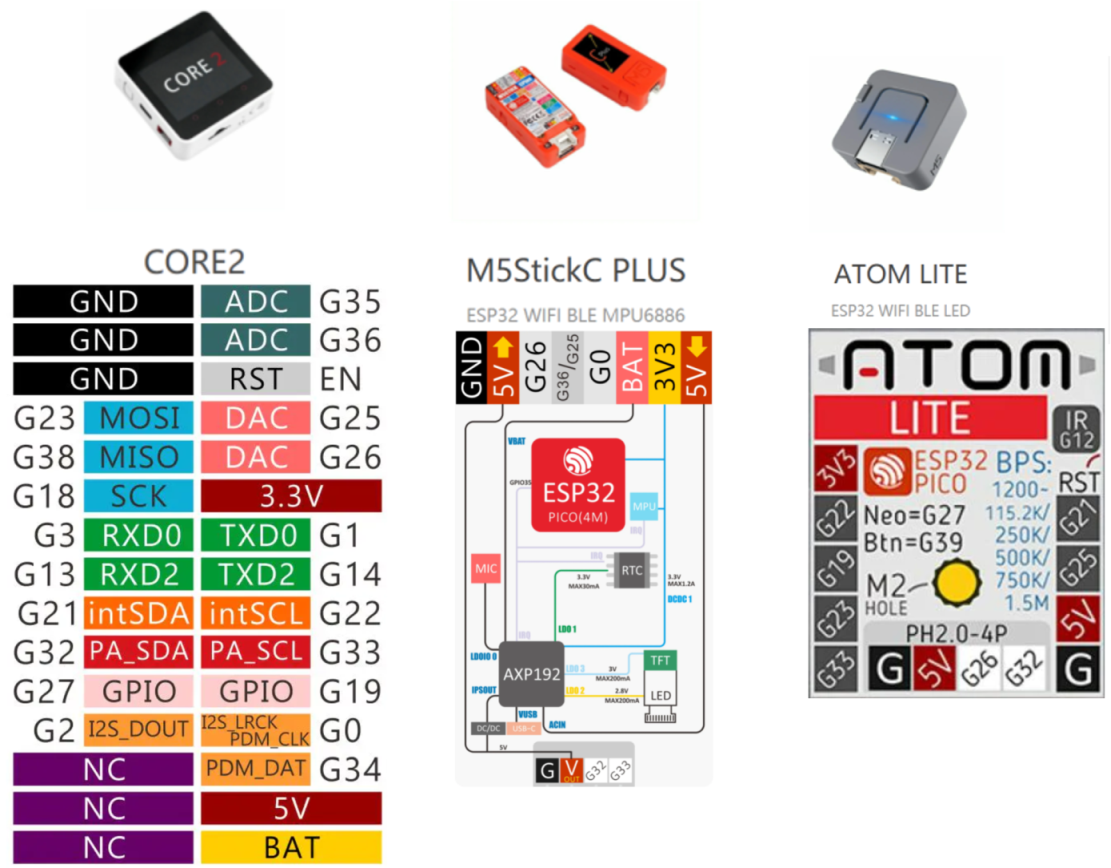 CORE 2
Plus
M5
CORE2
GND ADC G35
GND ADC G36
GND RST EN
G23 MOSI DAC G25
G38 MISO DAC G26
G18 SCK 3.3V
G3 RXD0 TXD0 G1
G13 RXD2 TXD2 G14
G21 intSDA intSCL G22
G32 PA_SDA PA_SCL G33
G27 GPIO GPIO G19
G2 I2S_DOUT I2S_LRCK G0
PDM_CLK
NC PDM_DAT G34
NC 5V
NC BAT
M5StickC PLUS
ESP32 WIFI BLE MPU6886
GND 5V G26 G36/G25 G0 BAT 3V3 5V
VBAT
GPIO35
ESP32
PICO(4M)
MPU
IRQ
IRQ
MIC
RTC
3.3V
MAX30mA
3.3V
MAX1.2A
DCDC 1
LDO 1
IRQ
LDOIO 0
AXP192
LDO 3
3V
MAX200mA
TFT
IPSOUT
LDO 2
2.8V
MAX200mA
LED
VUSB
DC/DC
USB-C
ACIN
5V
G V G32 G33
OUT
ATOM LITE
ESP32 WIFI BLE LED
ATOM
LITE
IR
G12
3V3
ESP32
PICO
BPS:
RST
1200~
G22
Neo=G27
115.2K/
G21
Btn=G39
250K/
G19
500K/
G25
M2
HOLE
750K/
1.5M
G23
5V
PH2.0-4P
G33
G 5V G26 G32
G